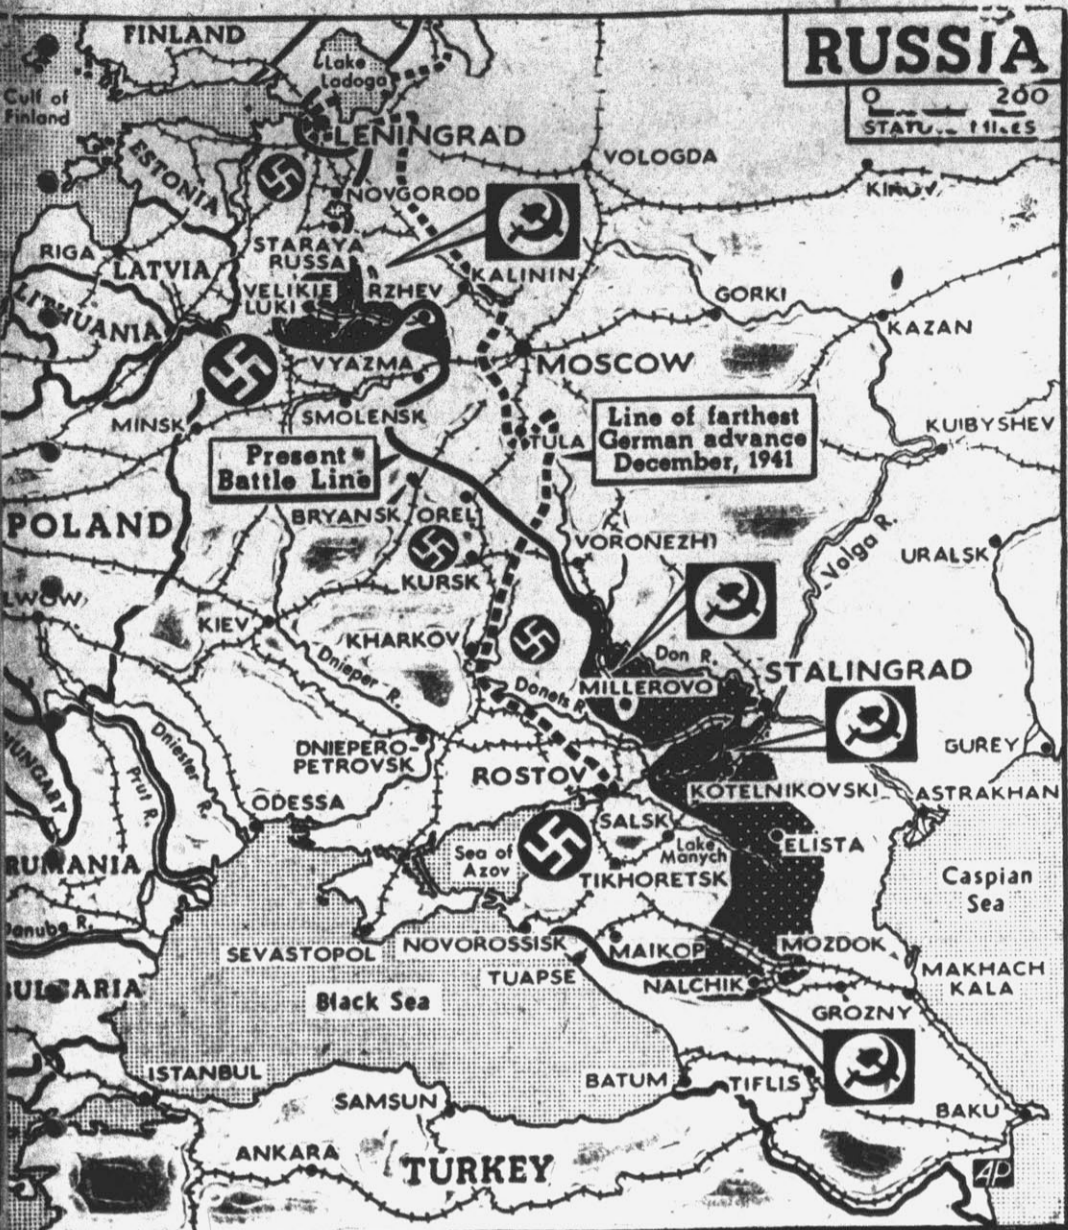 RUSSIA
0 200
STATU.. MILES
FINLAND
Lake
Ladoga
Gulf of
Finland
LENINGRAD
ESTONIA
VOLOGDA
KIROV
NOVGOROD
STARAYA
RUSSA
RIGA
LATVIA
KALININ
VELIKIE
LUKI
RZHEV
GORKI
LITHUANIA
KAZAN
VYAZMA
MOSCOW
MINSK
SMOLENSK
Line of farthest
German advance
December, 1941
KUIBYSHEV
TULA
Present
Battle Line
POLAND
BRYANSK
OREL
VORONEZH
Volga R.
URALSK
KURSK
LWOW
KIEV
KHARKOV
Dnieper R.
Don R.
STALINGRAD
Donets R.
MILLEROVO
HUNGARY
Dniester R.
Prut R.
DNIEPERO-
PETROVSK
GUREY
ROSTOV
KOTELNIKOVSKI
ASTRAKHAN
ODESSA
SALSK
Lake
Manych
ELISTA
RUMANIA
Sea of
Azov
TIKHORETSK
Caspian
Sea
Danube R.
SEVASTOPOL
NOVOROSSISK
MAIKOP
MOZDOK
TUAPSE
NALCHIK
MAKHACH
KALA
BULGARIA
Black Sea
GROZNY
ISTANBUL
BATUM
TIFLIS
SAMSUN
BAKU
ANKARA
TURKEY
AP